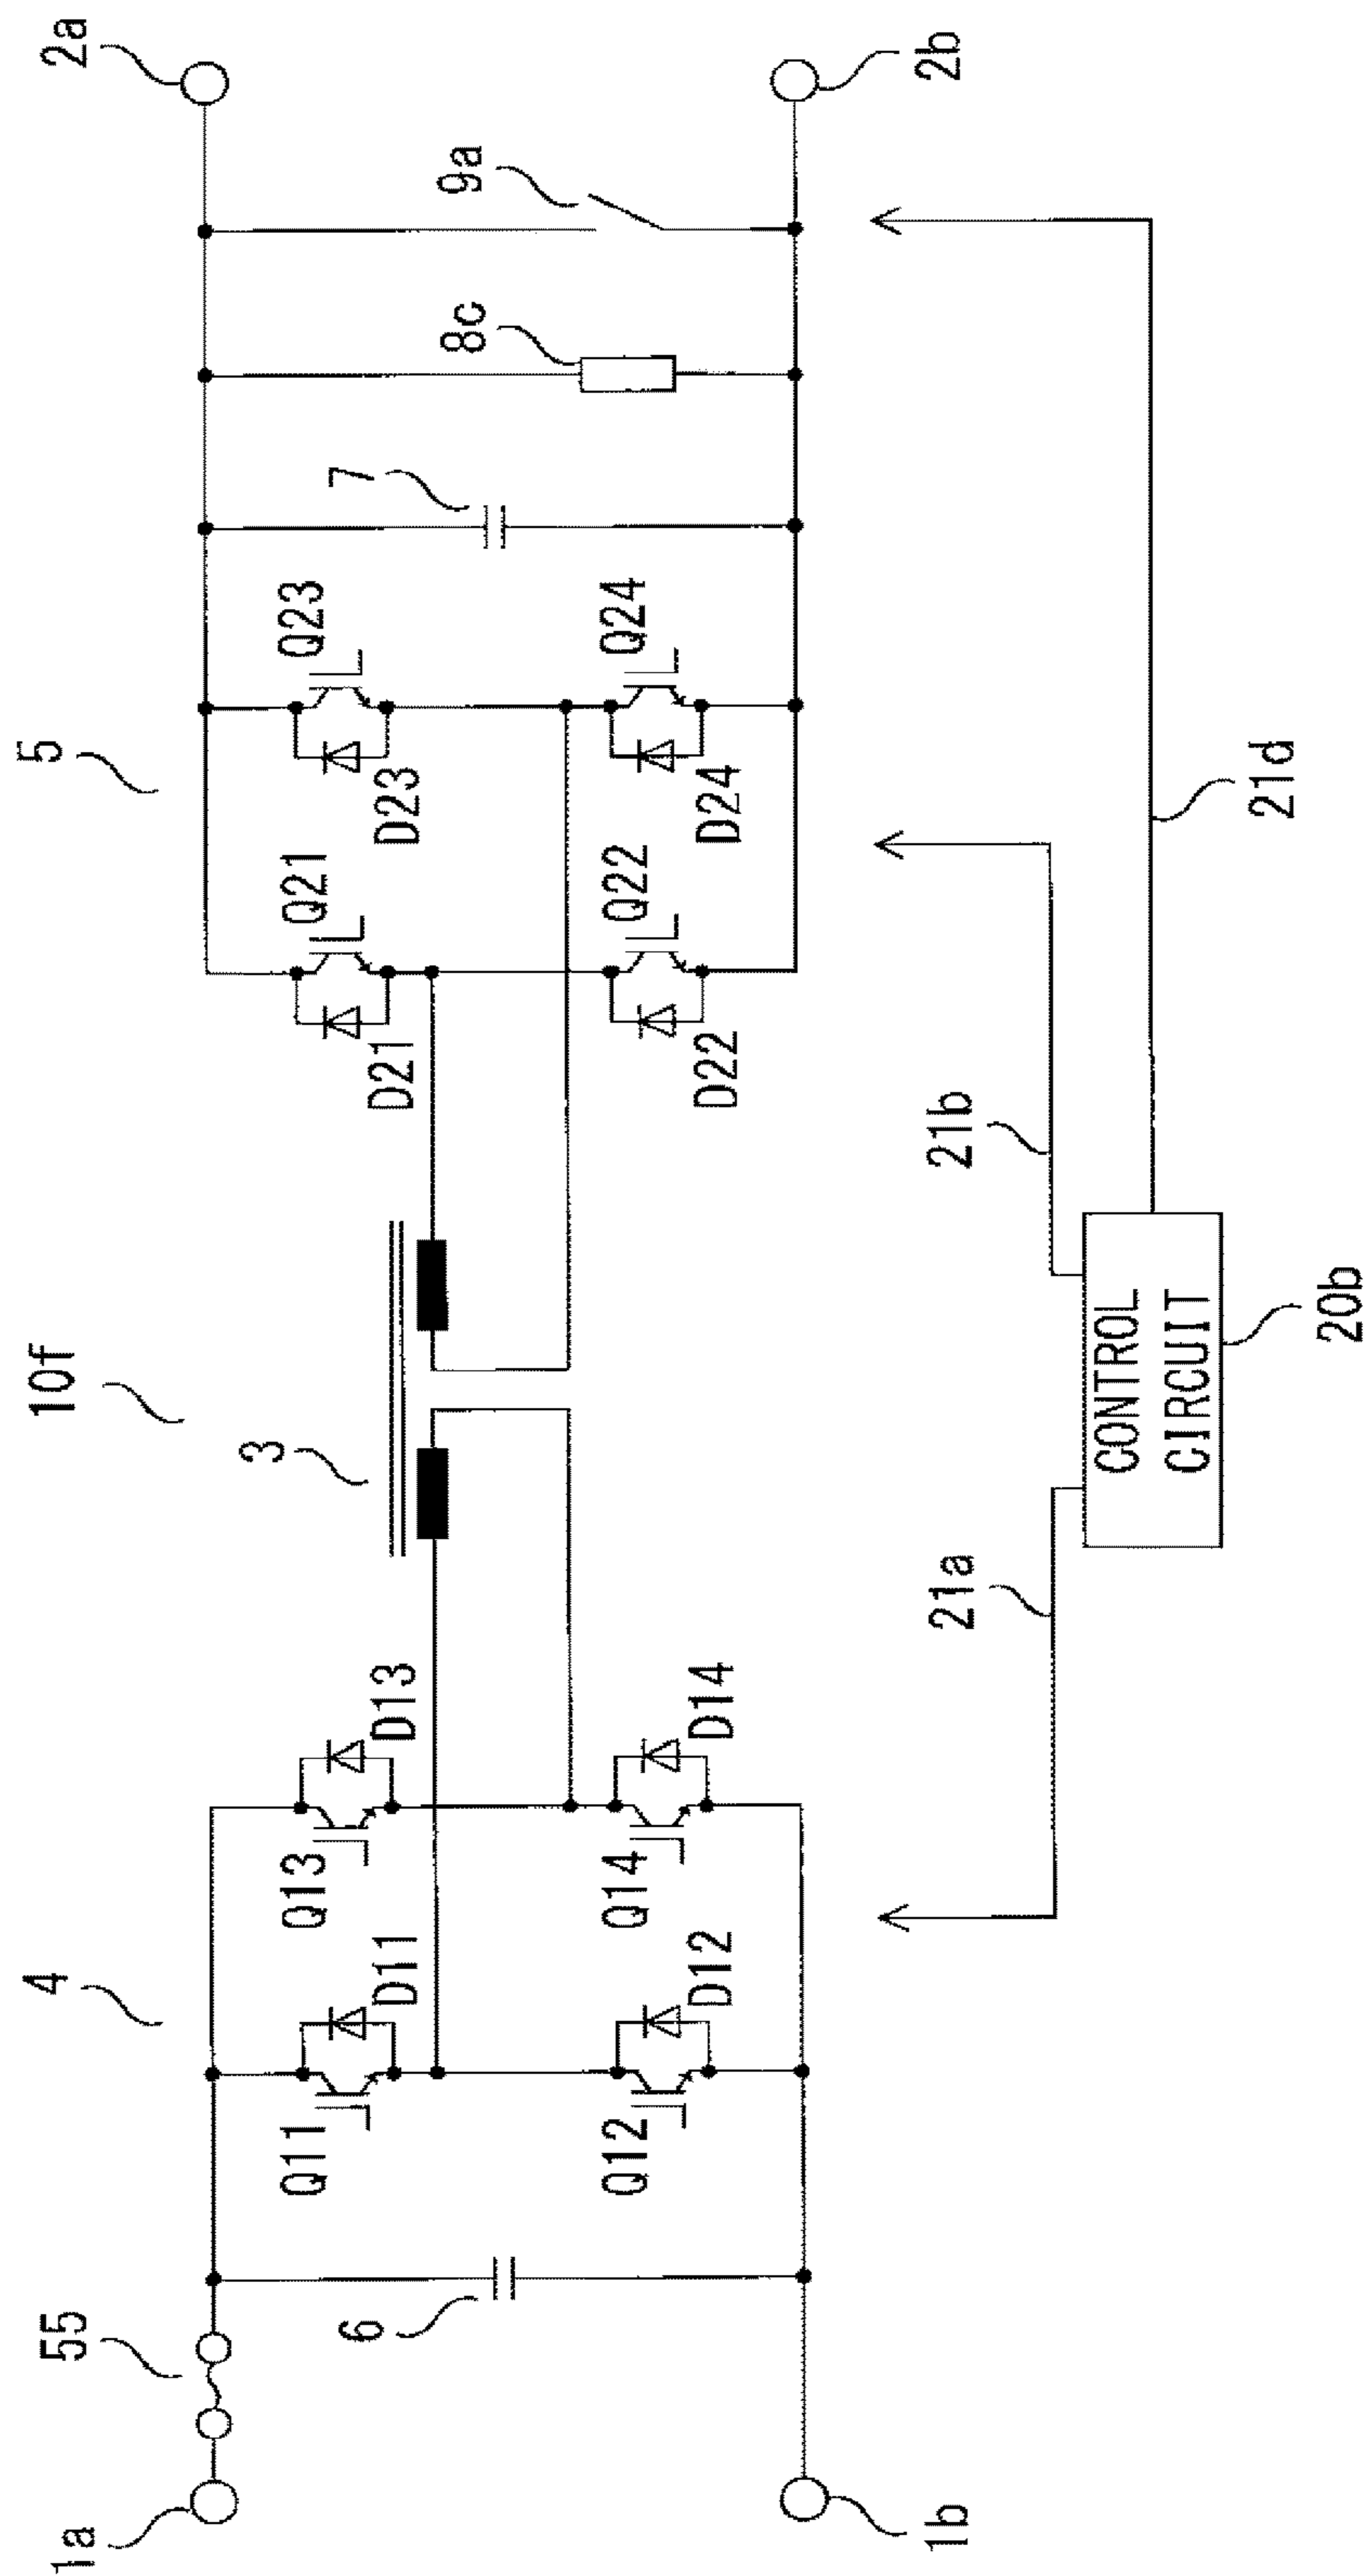 10f
4
5
55
1a
1b
2a
2b
Q11
D11
Q13
D13
Q12
D12
Q14
D14
6
3
Q21
D21
Q23
D23
Q22
D22
Q24
D24
7
8c
9a
21a
21b
21d
CONTROL
CIRCUIT
20b